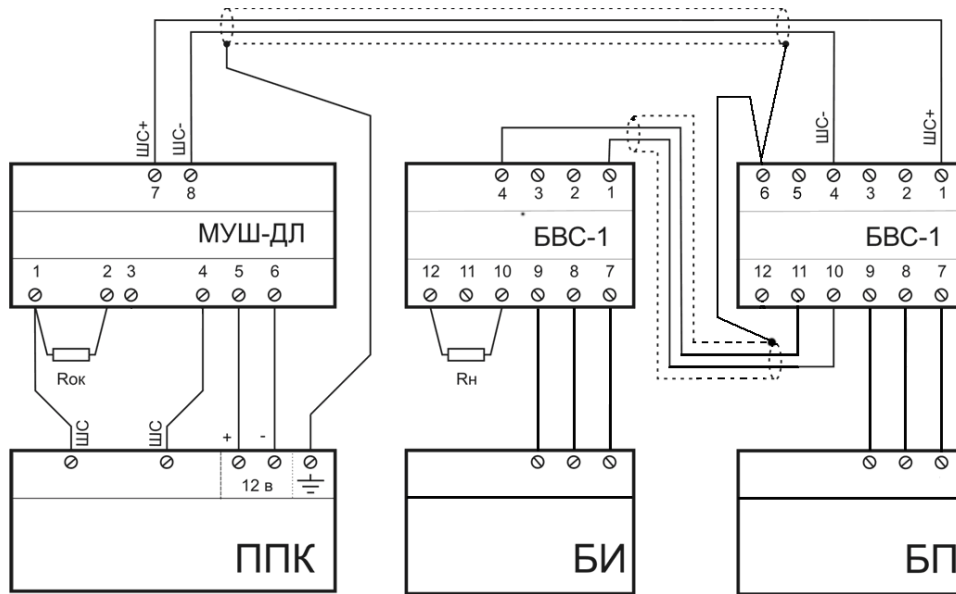 ШС+
ШС-
ШС-
ШС+
7 8
4 3 2 1
6 5 4 3 2 1
МУШ-ДЛ
БВС-1
БВС-1
1 2 3 4 5 6
12 11 10 9 8 7
12 11 10 9 8 7
Rок
Rн
ШС
ШС
+
-
12 в
ППК
БИ
БП